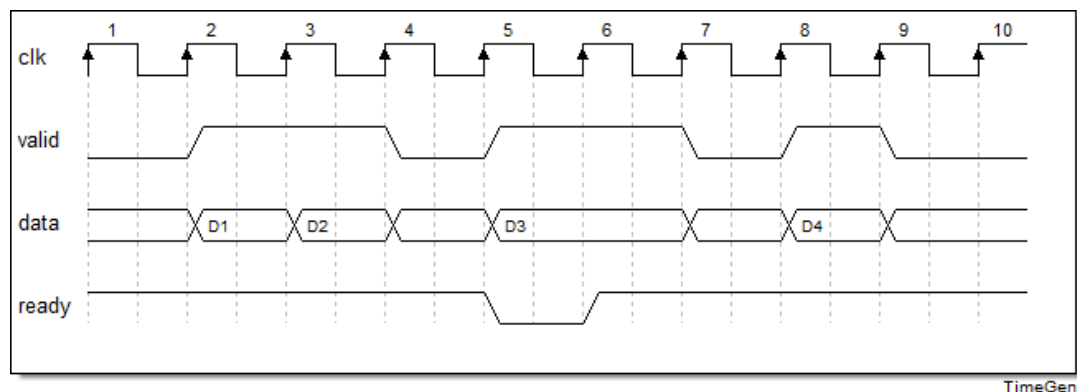 1 2 3 4 5 6 7 8 9 10
clk
valid
data D1 D2 D3 D4
ready
TimeGen